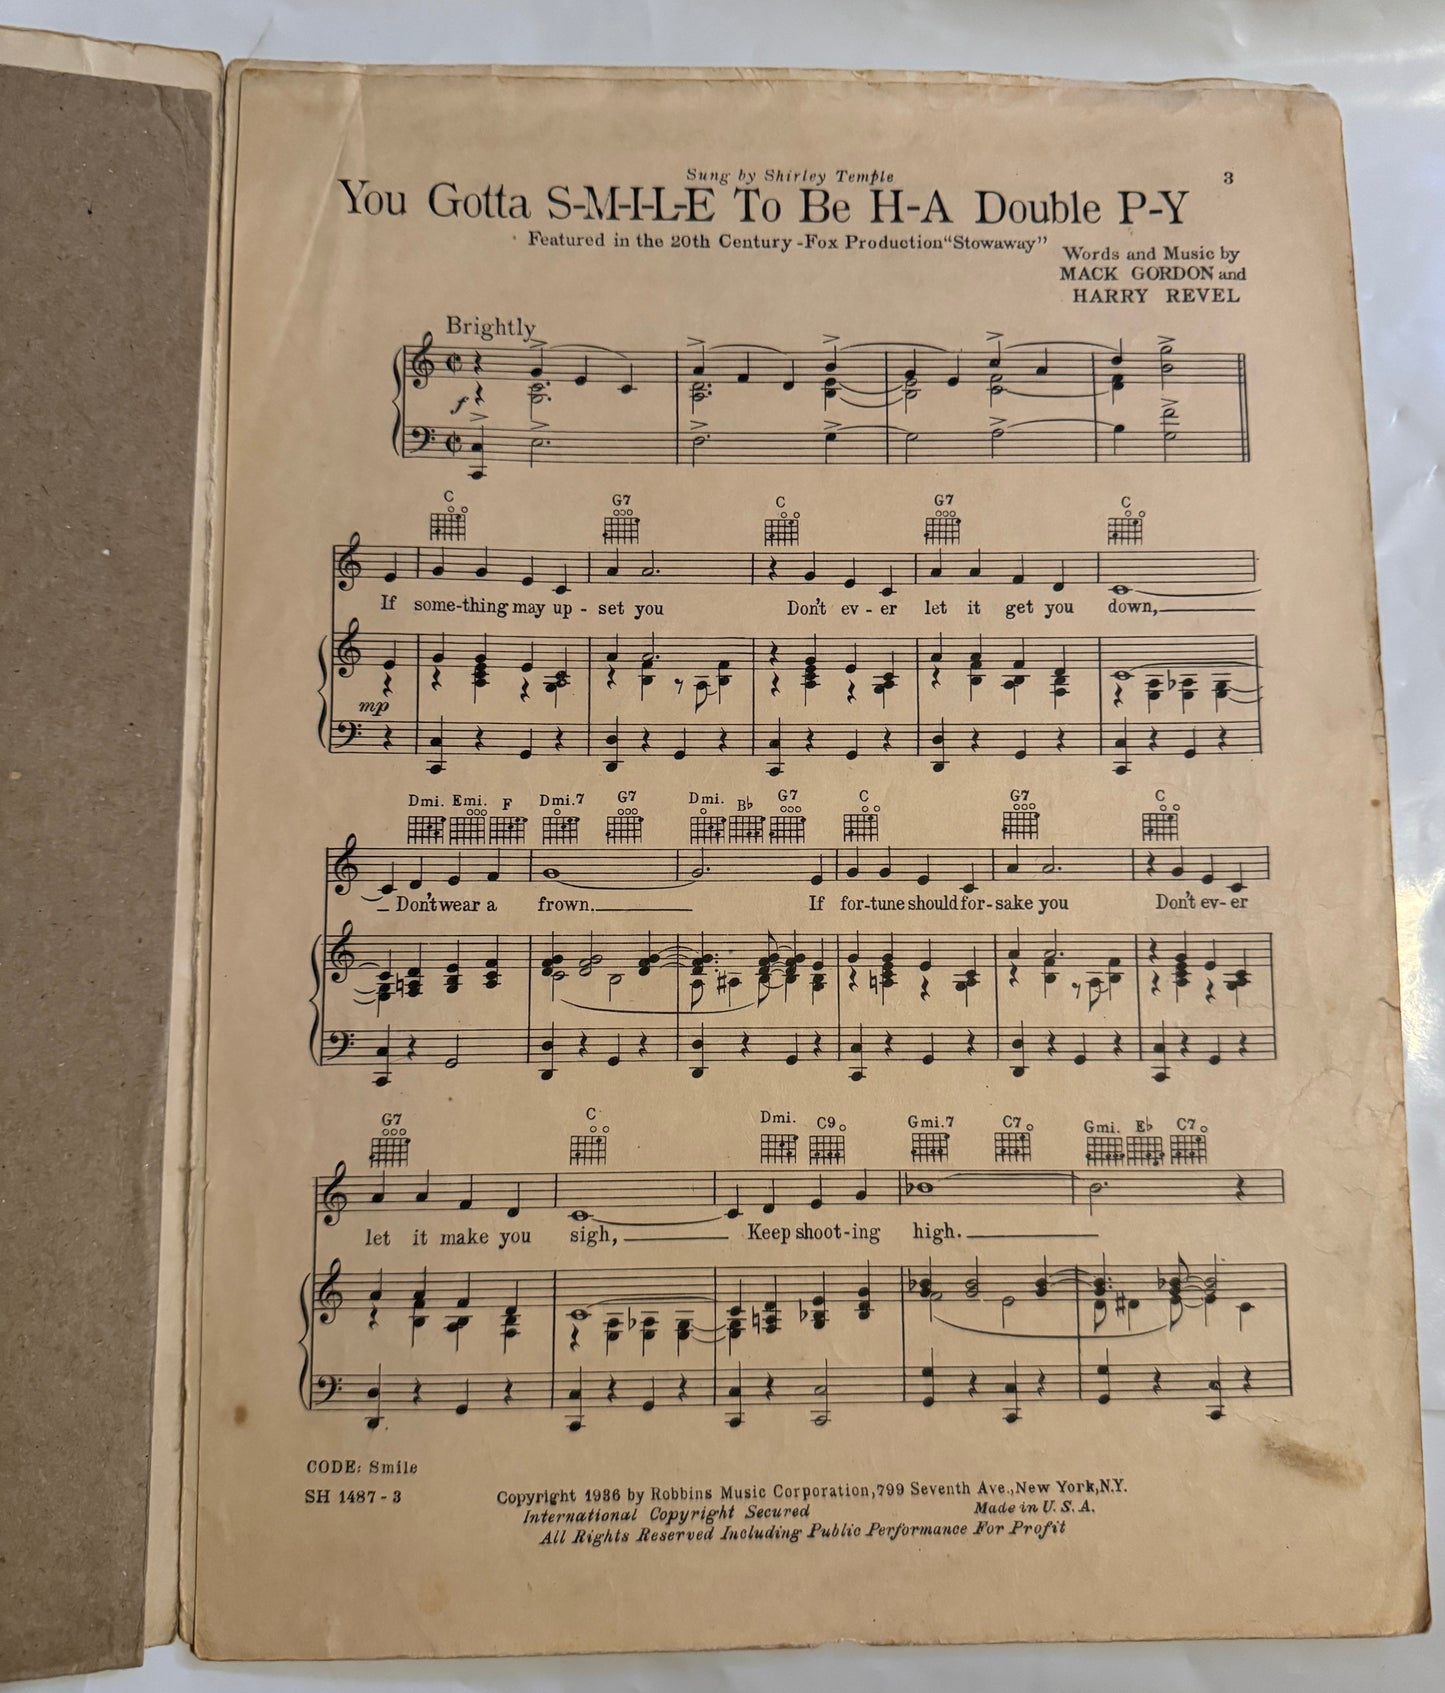 Sung by Shirley Temple
3
You Gotta S-M-I-L-E To Be H-A Double P-Y
Featured in the 20th Century-Fox Production "Stowaway"
Words and Music by
MACK GORDON and
HARRY REVEL
Brightly
f
C G7 C G7 C
If some-thing may up - set you Don't ev - er let it get you down,
mp
Dmi. Emi. F Dmi.7 G7 Dmi. B♭ G7 C G7 C
Don't wear a frown. If for-tune should for-sake you Don't ev- er
G7 C Dmi. C9 Gmi.7 C7 Gmi. E♭ C7
let it make you sigh, Keep shoot-ing high.
CODE: Smile
SH 1487 - 3
Copyright 1936 by Robbins Music Corporation, 799 Seventh Ave., New York, N.Y.
International Copyright Secured Made in U. S. A.
All Rights Reserved Including Public Performance For Profit